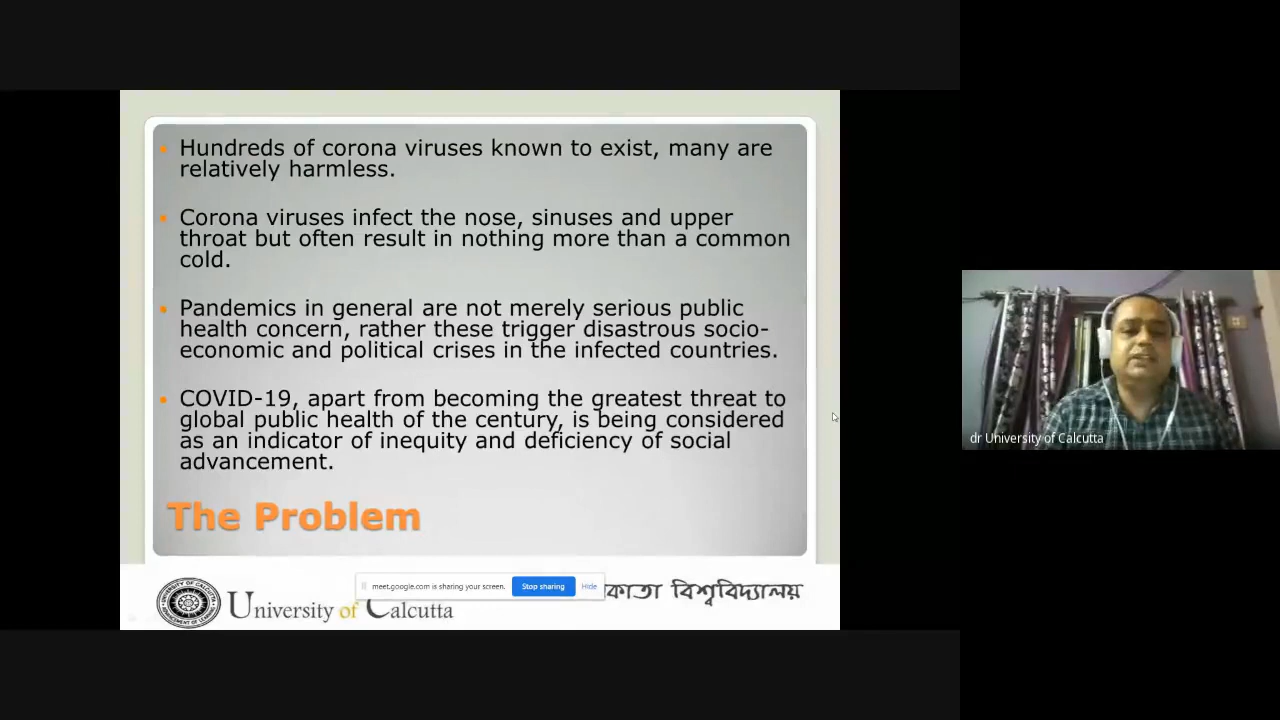 Hundreds of corona viruses known to exist, many are
relatively harmless.
Corona viruses infect the nose, sinuses and upper
throat but often result in nothing more than a common
cold.
Pandemics in general are not merely serious public
health concern, rather these trigger disastrous socio-
economic and political crises in the infected countries.
COVID-19, apart from becoming the greatest threat to
global public health of the century, is being considered
as an indicator of inequity and deficiency of social
advancement.
The Problem
meet.google.com is sharing your screen. Stop sharing Hide
University of Calcutta
কাতা বিশ্ববিদ্যালয়
dr University of Calcutta